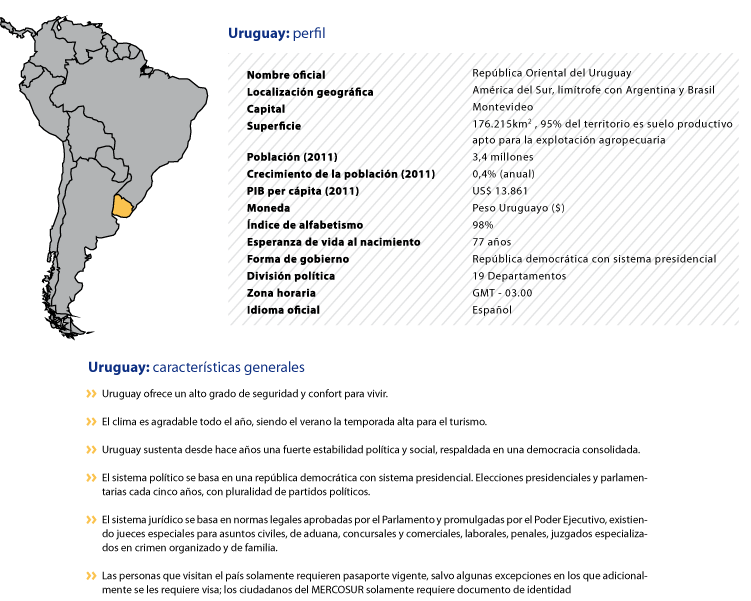 Uruguay: perfil
Nombre oficial República Oriental del Uruguay
Localización geográfica América del Sur, limítrofe con Argentina y Brasil
Capital Montevideo
Superficie 176.215km² , 95% del territorio es suelo productivo
apto para la explotación agropecuaria
Población (2011) 3,4 millones
Crecimiento de la población (2011) 0,4% (anual)
PIB per cápita (2011) US$ 13.861
Moneda Peso Uruguayo ($)
Índice de alfabetismo 98%
Esperanza de vida al nacimiento 77 años
Forma de gobierno República democrática con sistema presidencial
División política 19 Departamentos
Zona horaria GMT - 03.00
Idioma oficial Español
Uruguay: características generales
Uruguay ofrece un alto grado de seguridad y confort para vivir.
El clima es agradable todo el año, siendo el verano la temporada alta para el turismo.
Uruguay sustenta desde hace años una fuerte estabilidad política y social, respaldada en una democracia consolidada.
El sistema político se basa en una república democrática con sistema presidencial. Elecciones presidenciales y parlamen-
tarias cada cinco años, con pluralidad de partidos políticos.
El sistema jurídico se basa en normas legales aprobadas por el Parlamento y promulgadas por el Poder Ejecutivo, existien-
do jueces especiales para asuntos civiles, de aduana, concursales y comerciales, laborales, penales, juzgados especializa-
dos en crimen organizado y de familia.
Las personas que visitan el país solamente requieren pasaporte vigente, salvo algunas excepciones en los que adicional-
mente se les requiere visa; los ciudadanos del MERCOSUR solamente requiere documento de identidad